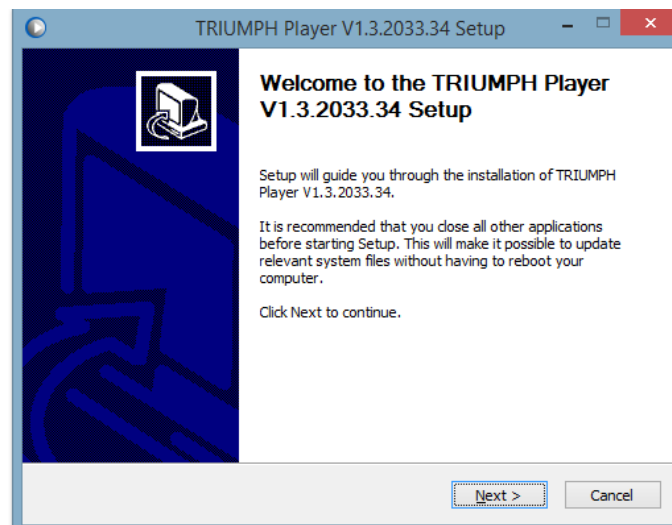 TRIUMPH Player V1.3.2033.34 Setup
Welcome to the TRIUMPH Player
V1.3.2033.34 Setup
Setup will guide you through the installation of TRIUMPH
Player V1.3.2033.34.
It is recommended that you close all other applications
before starting Setup. This will make it possible to update
relevant system files without having to reboot your
computer.
Click Next to continue.
Next >
Cancel